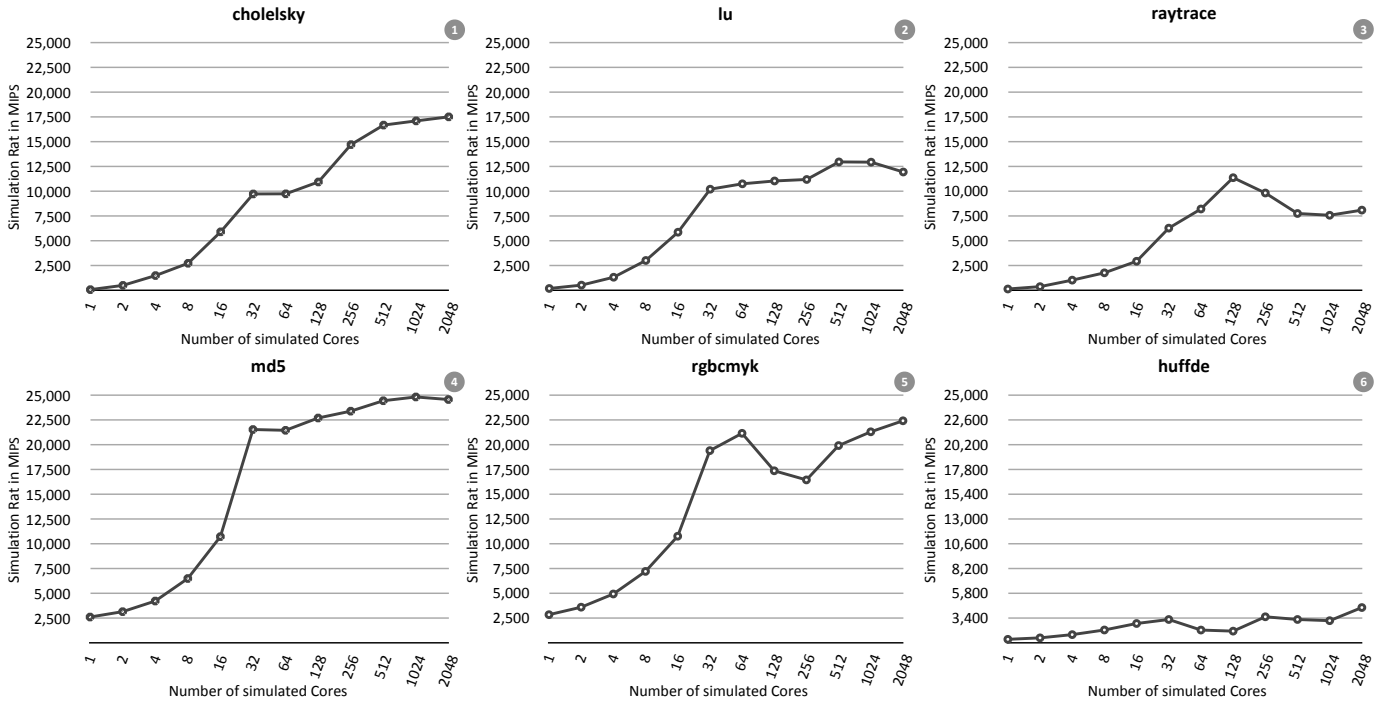 cholelsky
1
25,000
22,500
20,000
17,500
15,000
12,500
10,000
7,500
5,000
2,500
Simulation Rat in MIPS
1 2 4 8 16 32 64 128 256 512 1024 2048
Number of simulated Cores
lu
2
25,000
22,500
20,000
17,500
15,000
12,500
10,000
7,500
5,000
2,500
Simulation Rat in MIPS
1 2 4 8 16 32 64 128 256 512 1024 2048
Number of simulated Cores
raytrace
3
25,000
22,500
20,000
17,500
15,000
12,500
10,000
7,500
5,000
2,500
Simulation Rat in MIPS
1 2 4 8 16 32 64 128 256 512 1024 2048
Number of simulated Cores
md5
4
25,000
22,500
20,000
17,500
15,000
12,500
10,000
7,500
5,000
2,500
Simulation Rat in MIPS
1 2 4 8 16 32 64 128 256 512 1024 2048
Number of simulated Cores
rgbcmyk
5
25,000
22,500
20,000
17,500
15,000
12,500
10,000
7,500
5,000
2,500
Simulation Rat in MIPS
1 2 4 8 16 32 64 128 256 512 1024 2048
Number of simulated Cores
huffde
6
25,000
22,600
20,200
17,800
15,400
13,000
10,600
8,200
5,800
3,400
Simulation Rat in MIPS
1 2 4 8 16 32 64 128 256 512 1024 2048
Number of simulated Cores